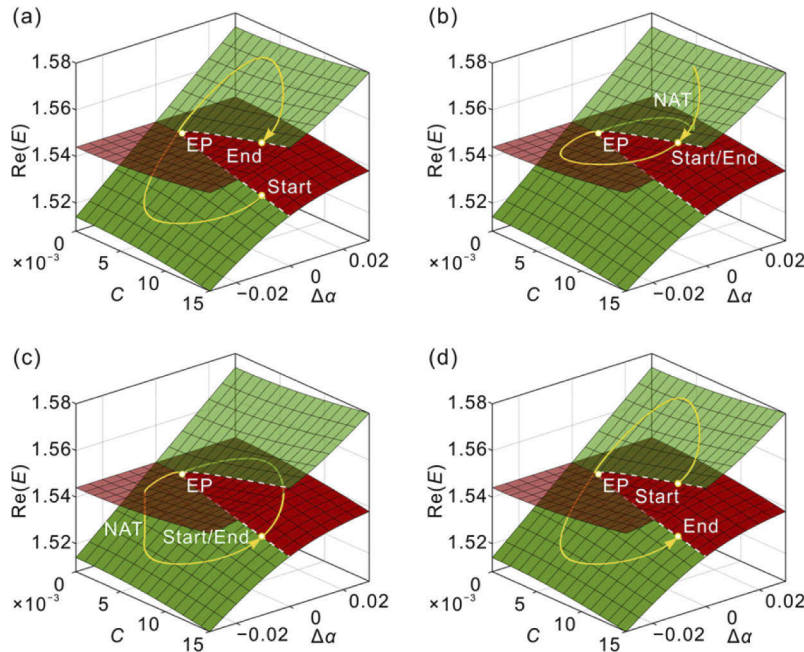 (a)
1.58
1.56
1.54
1.52
Re(E)
EP
End
Start
0
×10⁻³
5
10
15
C
−0.02
0
0.02
Δα
(b)
1.58
1.56
1.54
1.52
Re(E)
NAT
EP
Start/End
0
×10⁻³
5
10
15
C
−0.02
0
0.02
Δα
(c)
1.58
1.56
1.54
1.52
Re(E)
EP
NAT
Start/End
0
×10⁻³
5
10
15
C
−0.02
0
0.02
Δα
(d)
1.58
1.56
1.54
1.52
Re(E)
EP
Start
End
0
×10⁻³
5
10
15
C
−0.02
0
0.02
Δα